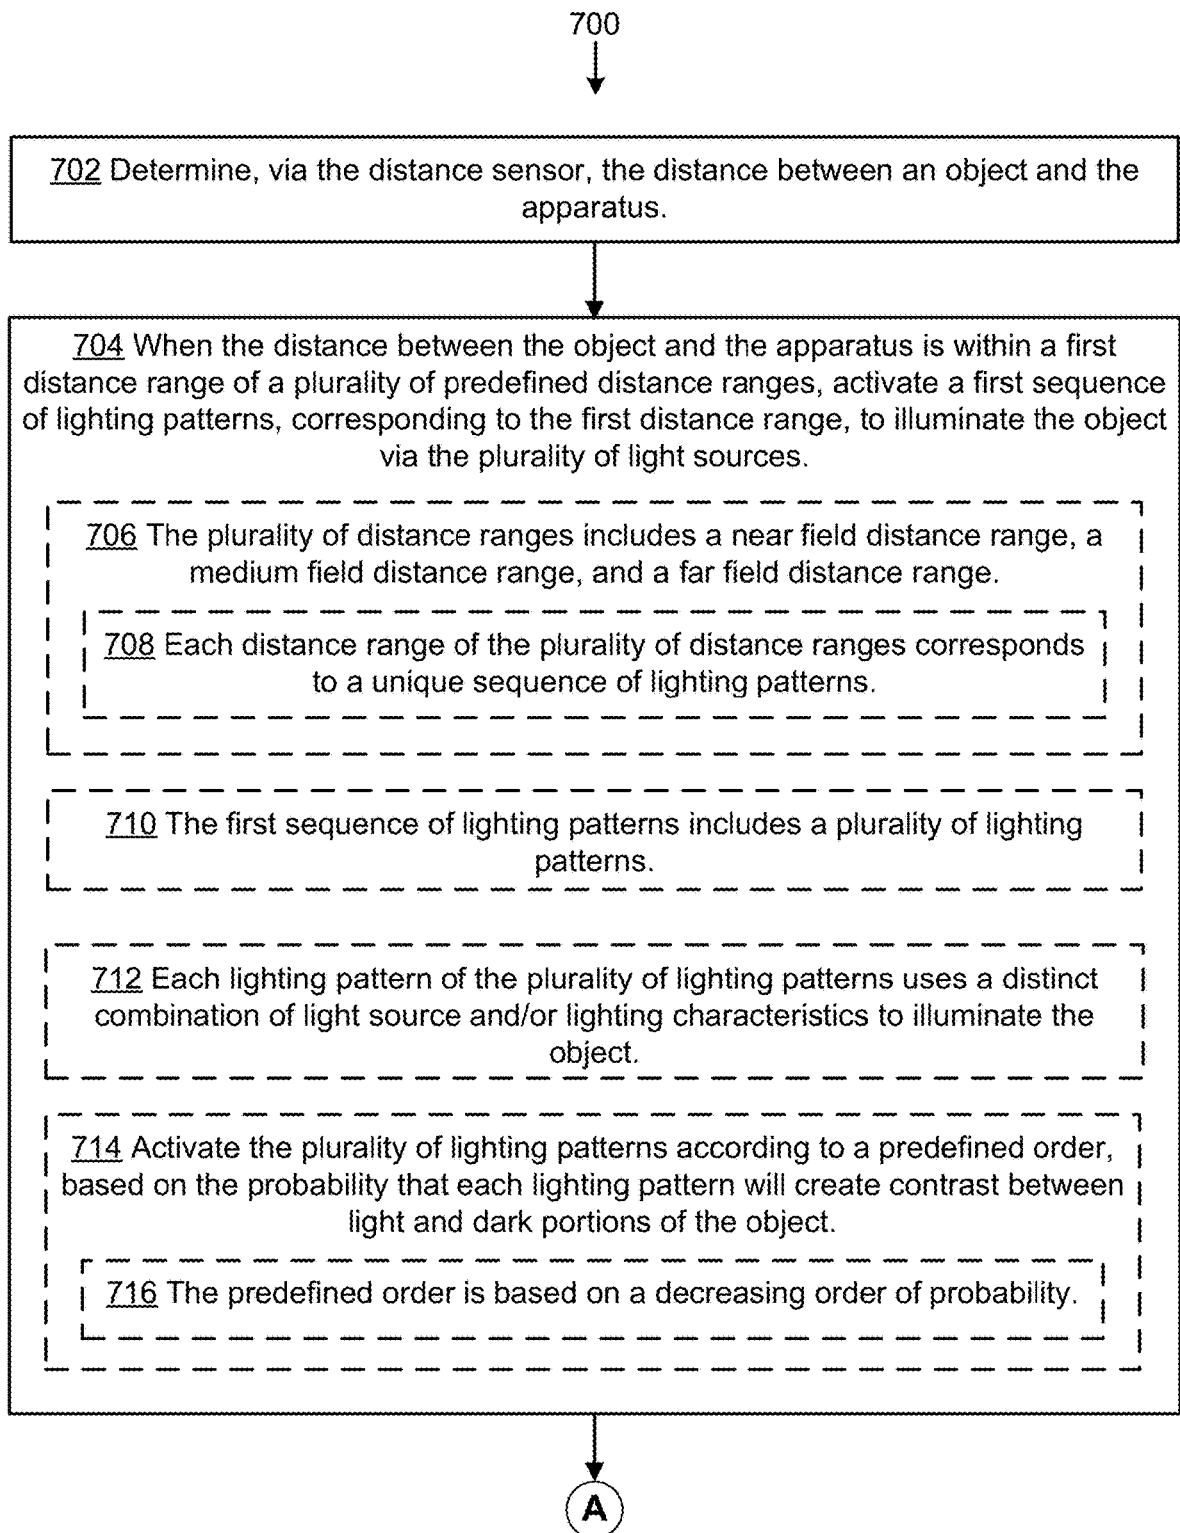 700
702 Determine, via the distance sensor, the distance between an object and the
apparatus.
704 When the distance between the object and the apparatus is within a first
distance range of a plurality of predefined distance ranges, activate a first sequence
of lighting patterns, corresponding to the first distance range, to illuminate the object
via the plurality of light sources.
706 The plurality of distance ranges includes a near field distance range, a
medium field distance range, and a far field distance range.
708 Each distance range of the plurality of distance ranges corresponds
to a unique sequence of lighting patterns.
710 The first sequence of lighting patterns includes a plurality of lighting
patterns.
712 Each lighting pattern of the plurality of lighting patterns uses a distinct
combination of light source and/or lighting characteristics to illuminate the
object.
714 Activate the plurality of lighting patterns according to a predefined order,
based on the probability that each lighting pattern will create contrast between
light and dark portions of the object.
716 The predefined order is based on a decreasing order of probability.
A